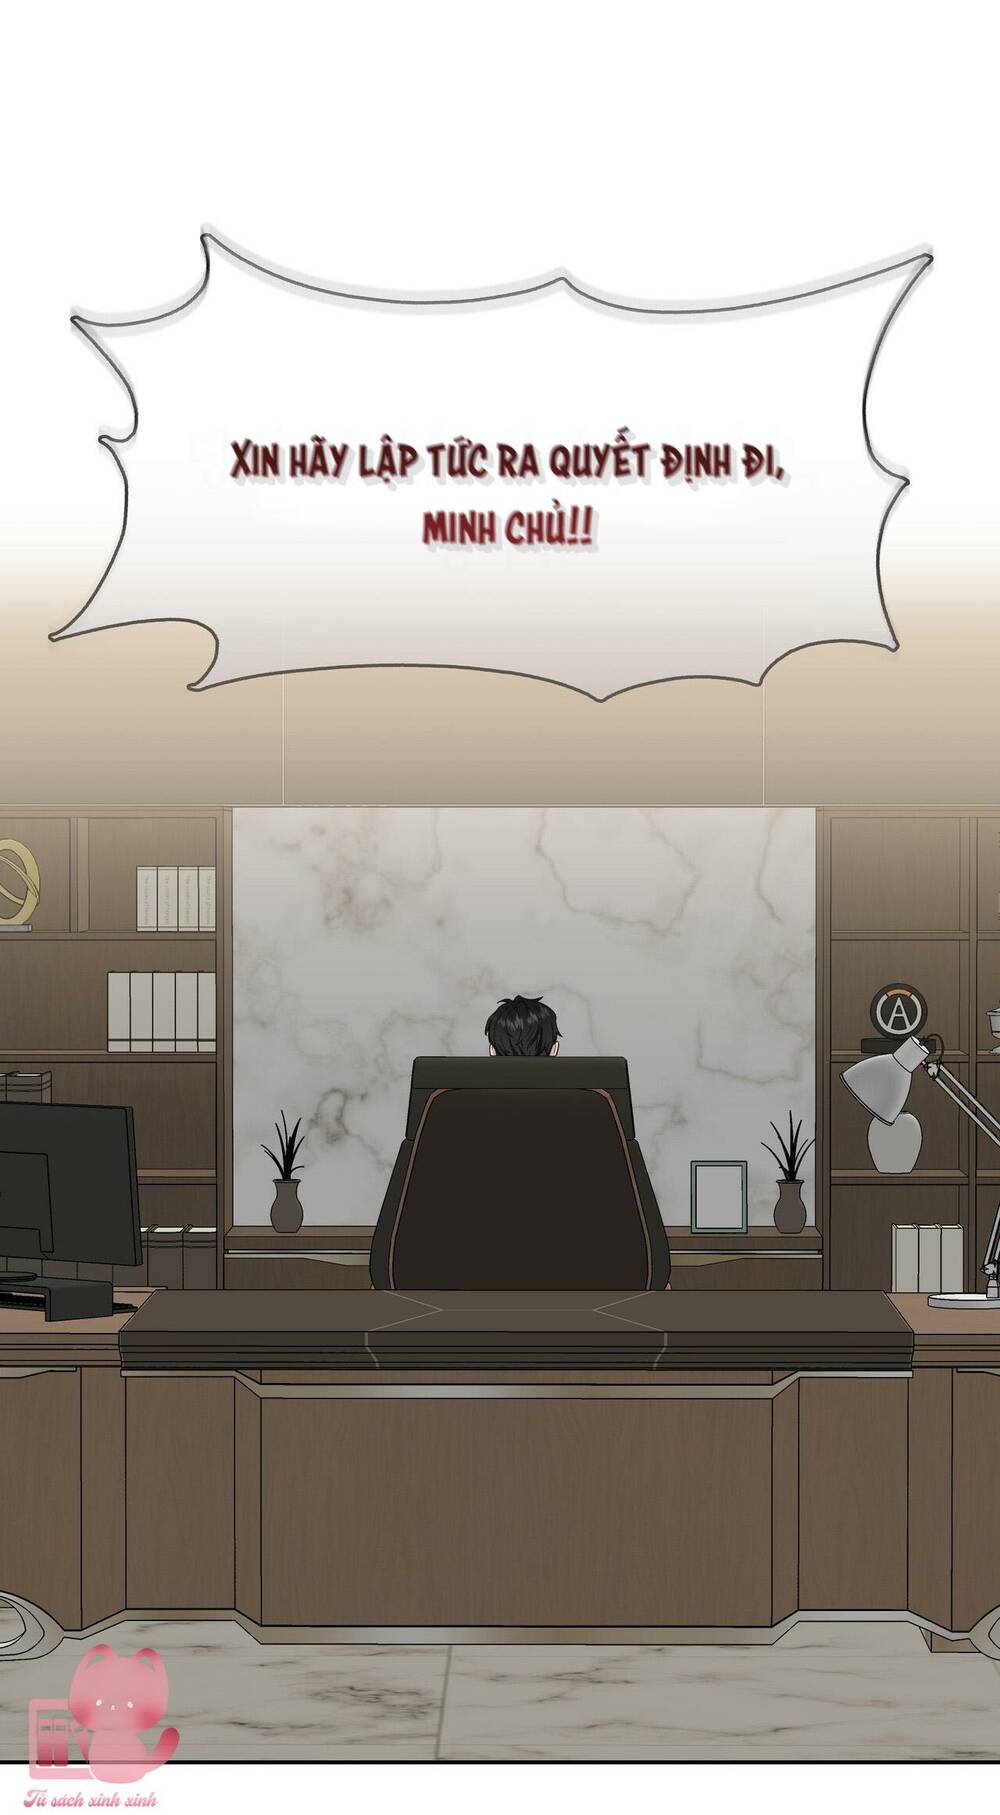 XIN HÃY LẬP TỨC RA QUYẾT ĐỊNH ĐI,
MINH CHỦ!!
A
Tủ sách xinh xinh